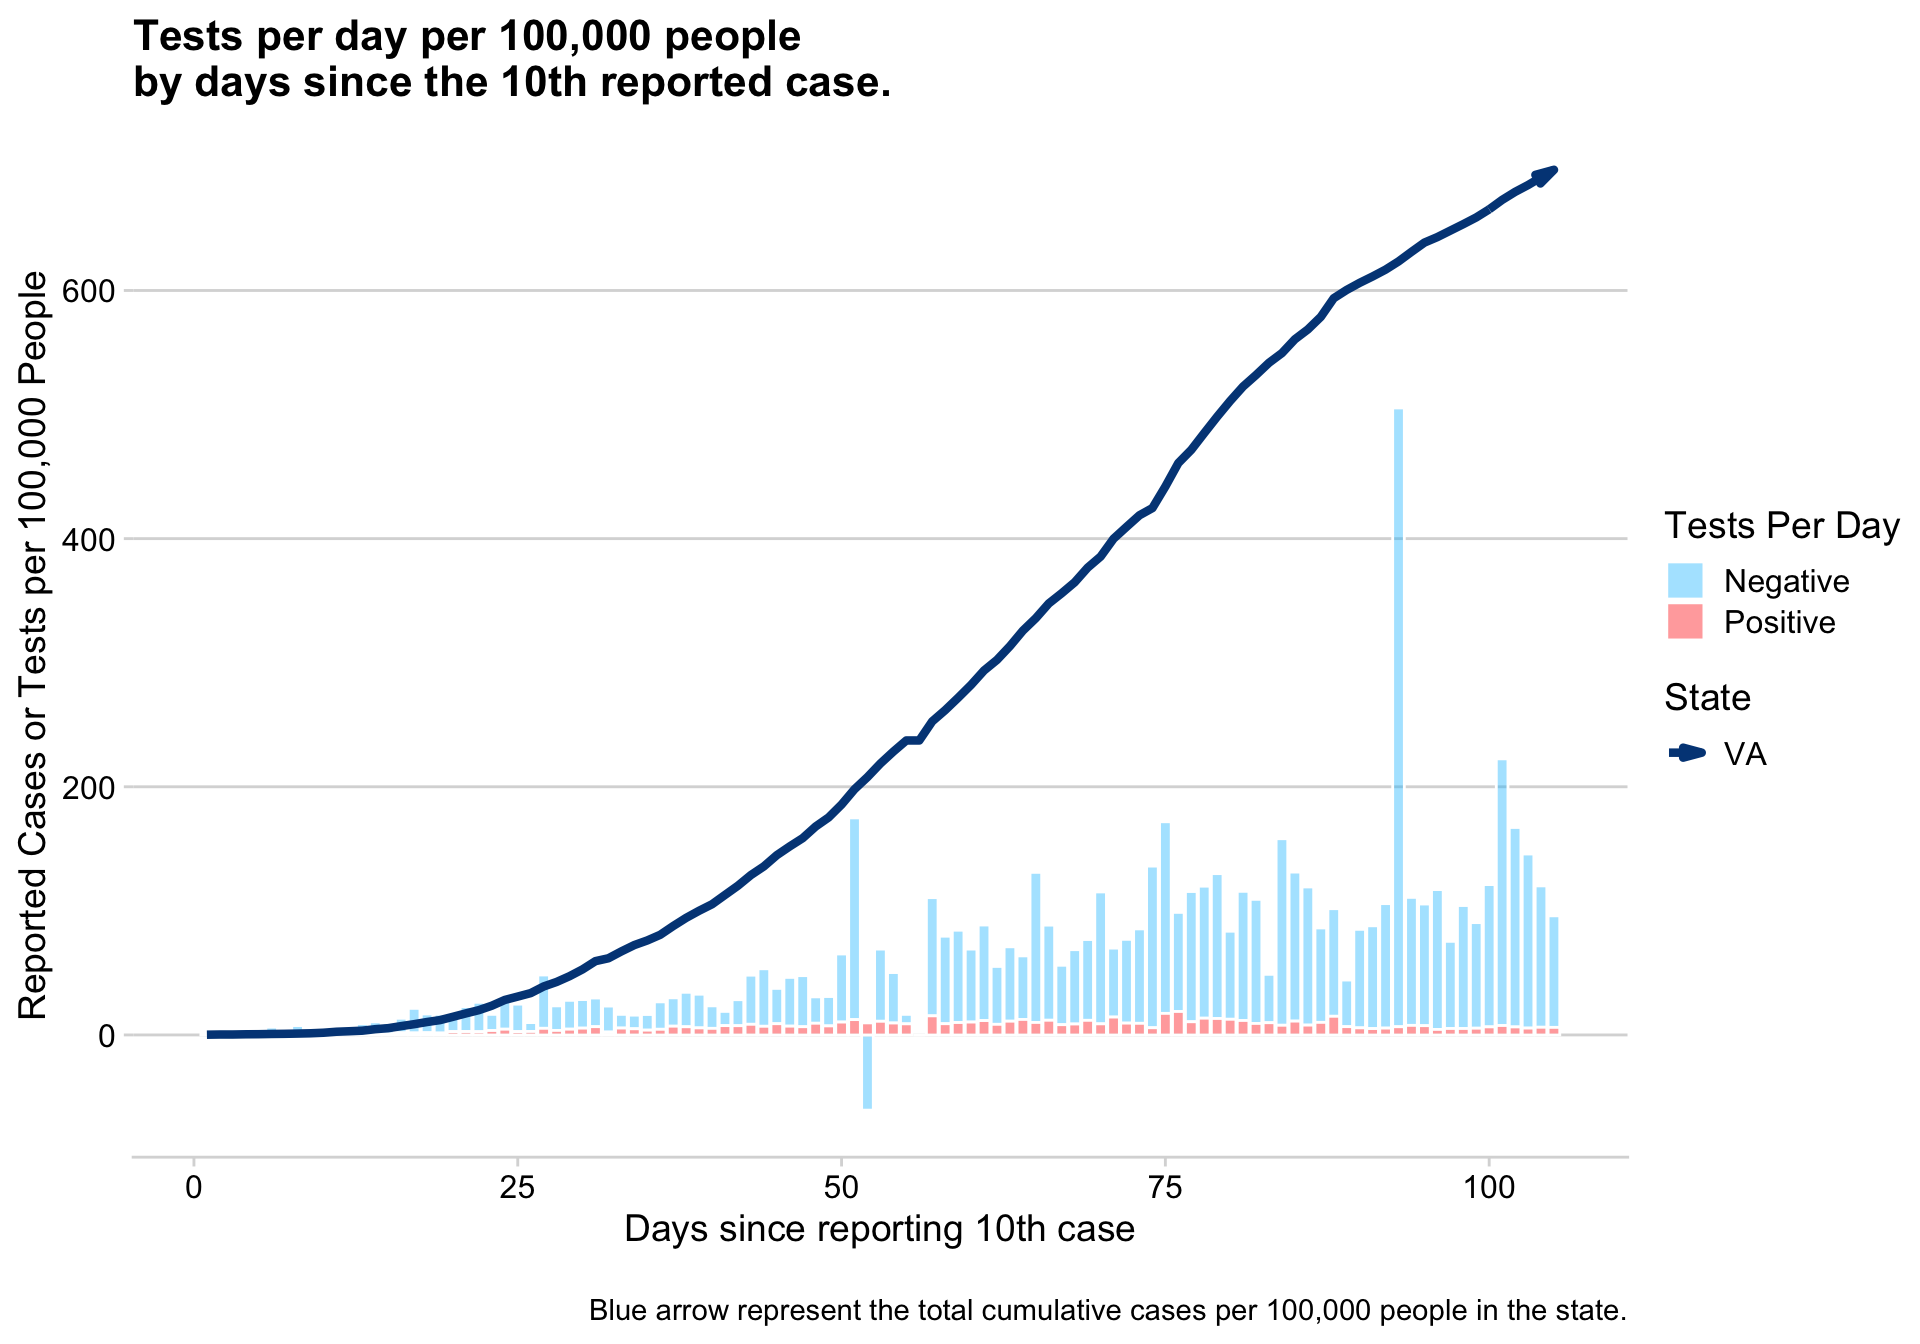 Tests per day per 100,000 people
by days since the 10th reported case.
Reported Cases or Tests per 100,000 People
600
400
200
0
0
25
50
75
100
Days since reporting 10th case
Tests Per Day
Negative
Positive
State
VA
Blue arrow represent the total cumulative cases per 100,000 people in the state.